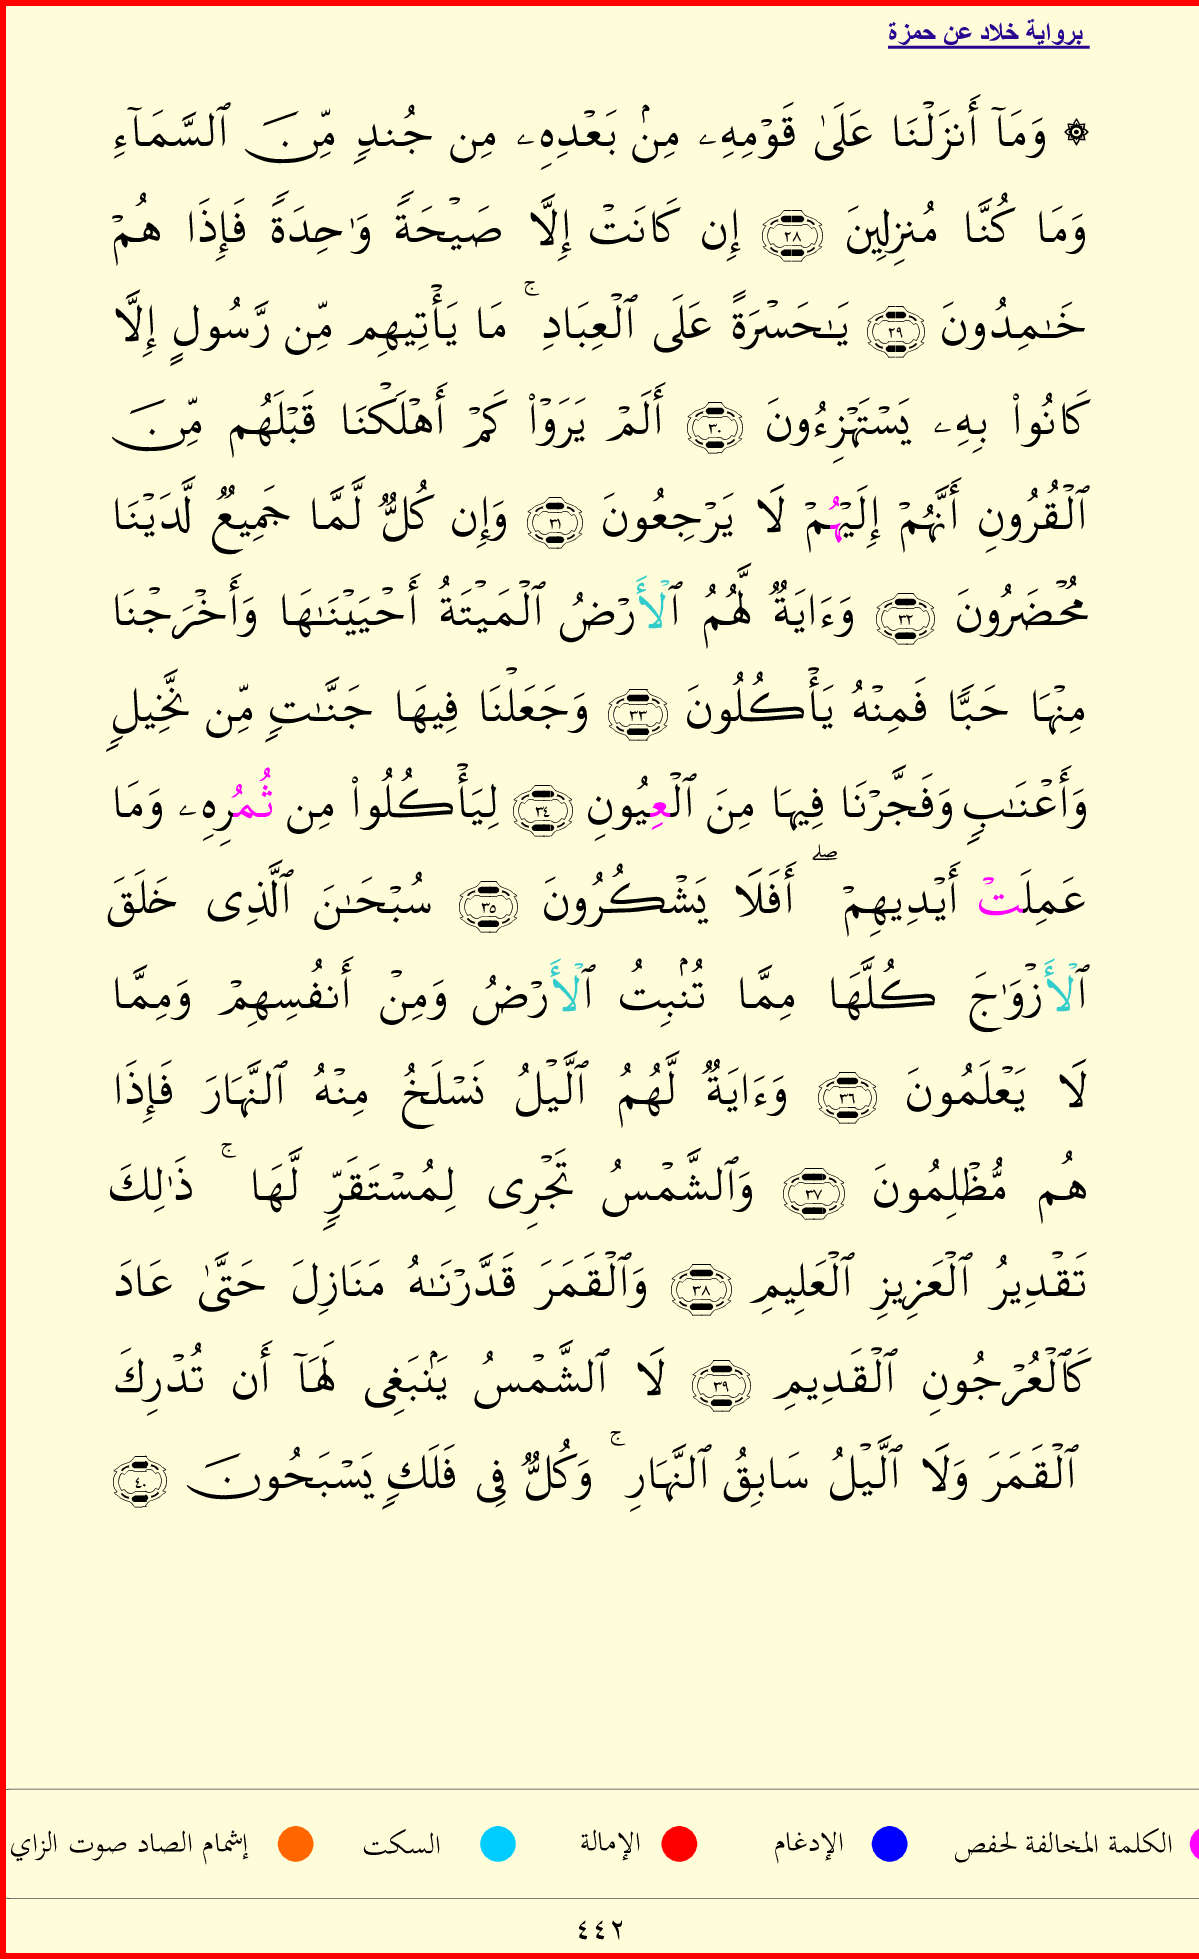 برواية خلاد عن حمزة
۞ وَمَآ أَنزَلۡنَا عَلَىٰ قَوۡمِهِۦ مِنۢ بَعۡدِهِۦ مِن جُندٖ مِّنَ ٱلسَّمَآءِ
وَمَا كُنَّا مُنزِلِينَ ٢٨ إِن كَانَتۡ إِلَّا صَيۡحَةٗ وَٰحِدَةٗ فَإِذَا هُمۡ
خَٰمِدُونَ ٢٩ يَٰحَسۡرَةً عَلَى ٱلۡعِبَادِۚ مَا يَأۡتِيهِم مِّن رَّسُولٍ إِلَّا
كَانُواْ بِهِۦ يَسۡتَهۡزِءُونَ ٣٠ أَلَمۡ يَرَوۡاْ كَمۡ أَهۡلَكۡنَا قَبۡلَهُم مِّنَ
ٱلۡقُرُونِ أَنَّهُمۡ إِلَيۡهُمۡ لَا يَرۡجِعُونَ ٣١ وَإِن كُلّٞ لَّمَّا جَمِيعٞ لَّدَيۡنَا
مُحۡضَرُونَ ٣٢ وَءَايَةٞ لَّهُمُ ٱلۡأَرۡضُ ٱلۡمَيۡتَةُ أَحۡيَيۡنَٰهَا وَأَخۡرَجۡنَا
مِنۡهَا حَبّٗا فَمِنۡهُ يَأۡكُلُونَ ٣٣ وَجَعَلۡنَا فِيهَا جَنَّٰتٖ مِّن نَّخِيلٖ
وَأَعۡنَٰبٖ وَفَجَّرۡنَا فِيهَا مِنَ ٱلۡعِيُونِ ٣٤ لِيَأۡكُلُواْ مِن ثُمُرِهِۦ وَمَا
عَمِلَتۡ أَيۡدِيهِمۡۖ أَفَلَا يَشۡكُرُونَ ٣٥ سُبۡحَٰنَ ٱلَّذِى خَلَقَ
ٱلۡأَزۡوَٰجَ كُلَّهَا مِمَّا تُنۢبِتُ ٱلۡأَرۡضُ وَمِنۡ أَنفُسِهِمۡ وَمِمَّا
لَا يَعۡلَمُونَ ٣٦ وَءَايَةٞ لَّهُمُ ٱلَّيۡلُ نَسۡلَخُ مِنۡهُ ٱلنَّهَارَ فَإِذَا
هُم مُّظۡلِمُونَ ٣٧ وَٱلشَّمۡسُ تَجۡرِى لِمُسۡتَقَرّٖ لَّهَاۚ ذَٰلِكَ
تَقۡدِيرُ ٱلۡعَزِيزِ ٱلۡعَلِيمِ ٣٨ وَٱلۡقَمَرَ قَدَّرۡنَٰهُ مَنَازِلَ حَتَّىٰ عَادَ
كَٱلۡعُرۡجُونِ ٱلۡقَدِيمِ ٣٩ لَا ٱلشَّمۡسُ يَنۢبَغِى لَهَآ أَن تُدۡرِكَ
ٱلۡقَمَرَ وَلَا ٱلَّيۡلُ سَابِقُ ٱلنَّهَارِۚ وَكُلّٞ فِى فَلَكٖ يَسۡبَحُونَ ٤٠
الكلمة المخالفة لحفص الإدغام الإمالة السكت إشمام الصاد صوت الزاي
٤٤٢